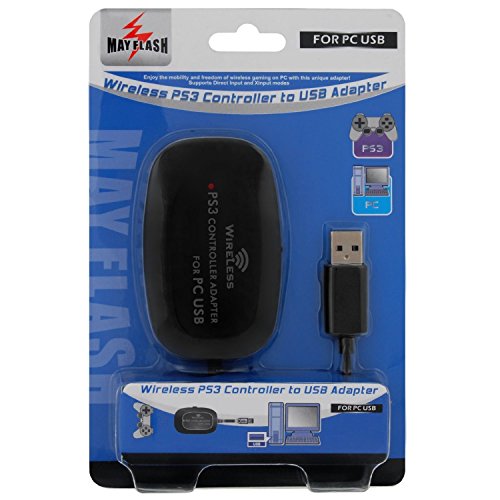 MAYFLASH
FOR PC USB
Enjoy the mobility and freedom of wireless gaming on PC with this unique adapter!
Supports Direct Input and Xinput modes
Wireless PS3 Controller to USB Adapter
PS3
PC
MAYFLASH
WIRELESS
PS3 CONTROLLER ADAPTER
FOR PC USB
Wireless PS3 Controller to USB Adapter
FOR PC USB
USB